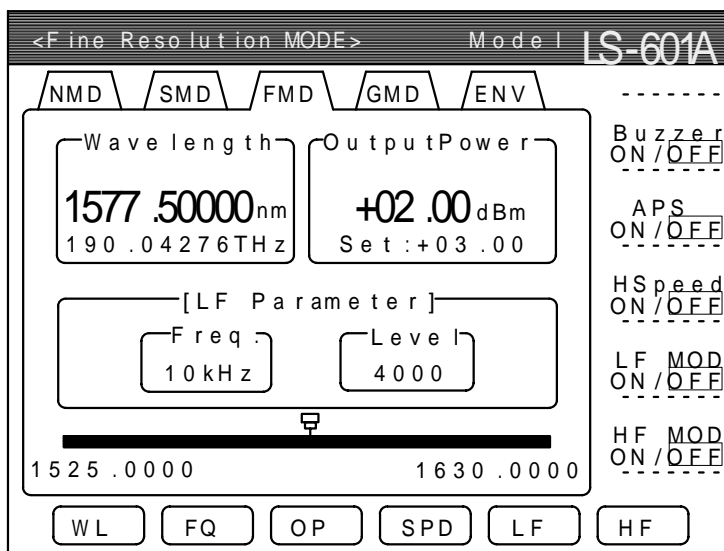 <Fine Resolution MODE> Model LS-601A
NMD SMD FMD GMD ENV
Wavelength OutputPower
1577.50000nm +02.00dBm
190.04276THz Set:+03.00
[LF Parameter]
Freq. Level
10kHz 4000
1525.0000 1630.0000
-------
Buzzer
ON/OFF
------
APS
ON/OFF
------
HSpeed
ON/OFF
------
LF MOD
ON/OFF
------
HF MOD
ON/OFF
------
WL FQ OP SPD LF HF